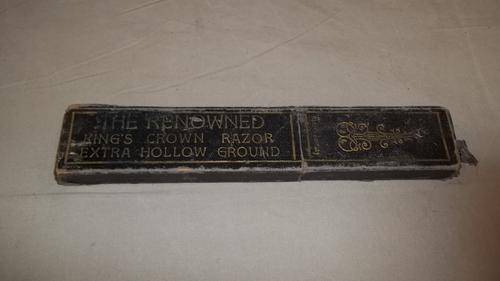 THE RENOWNED
KING'S CROWN RAZOR
EXTRA HOLLOW GROUND